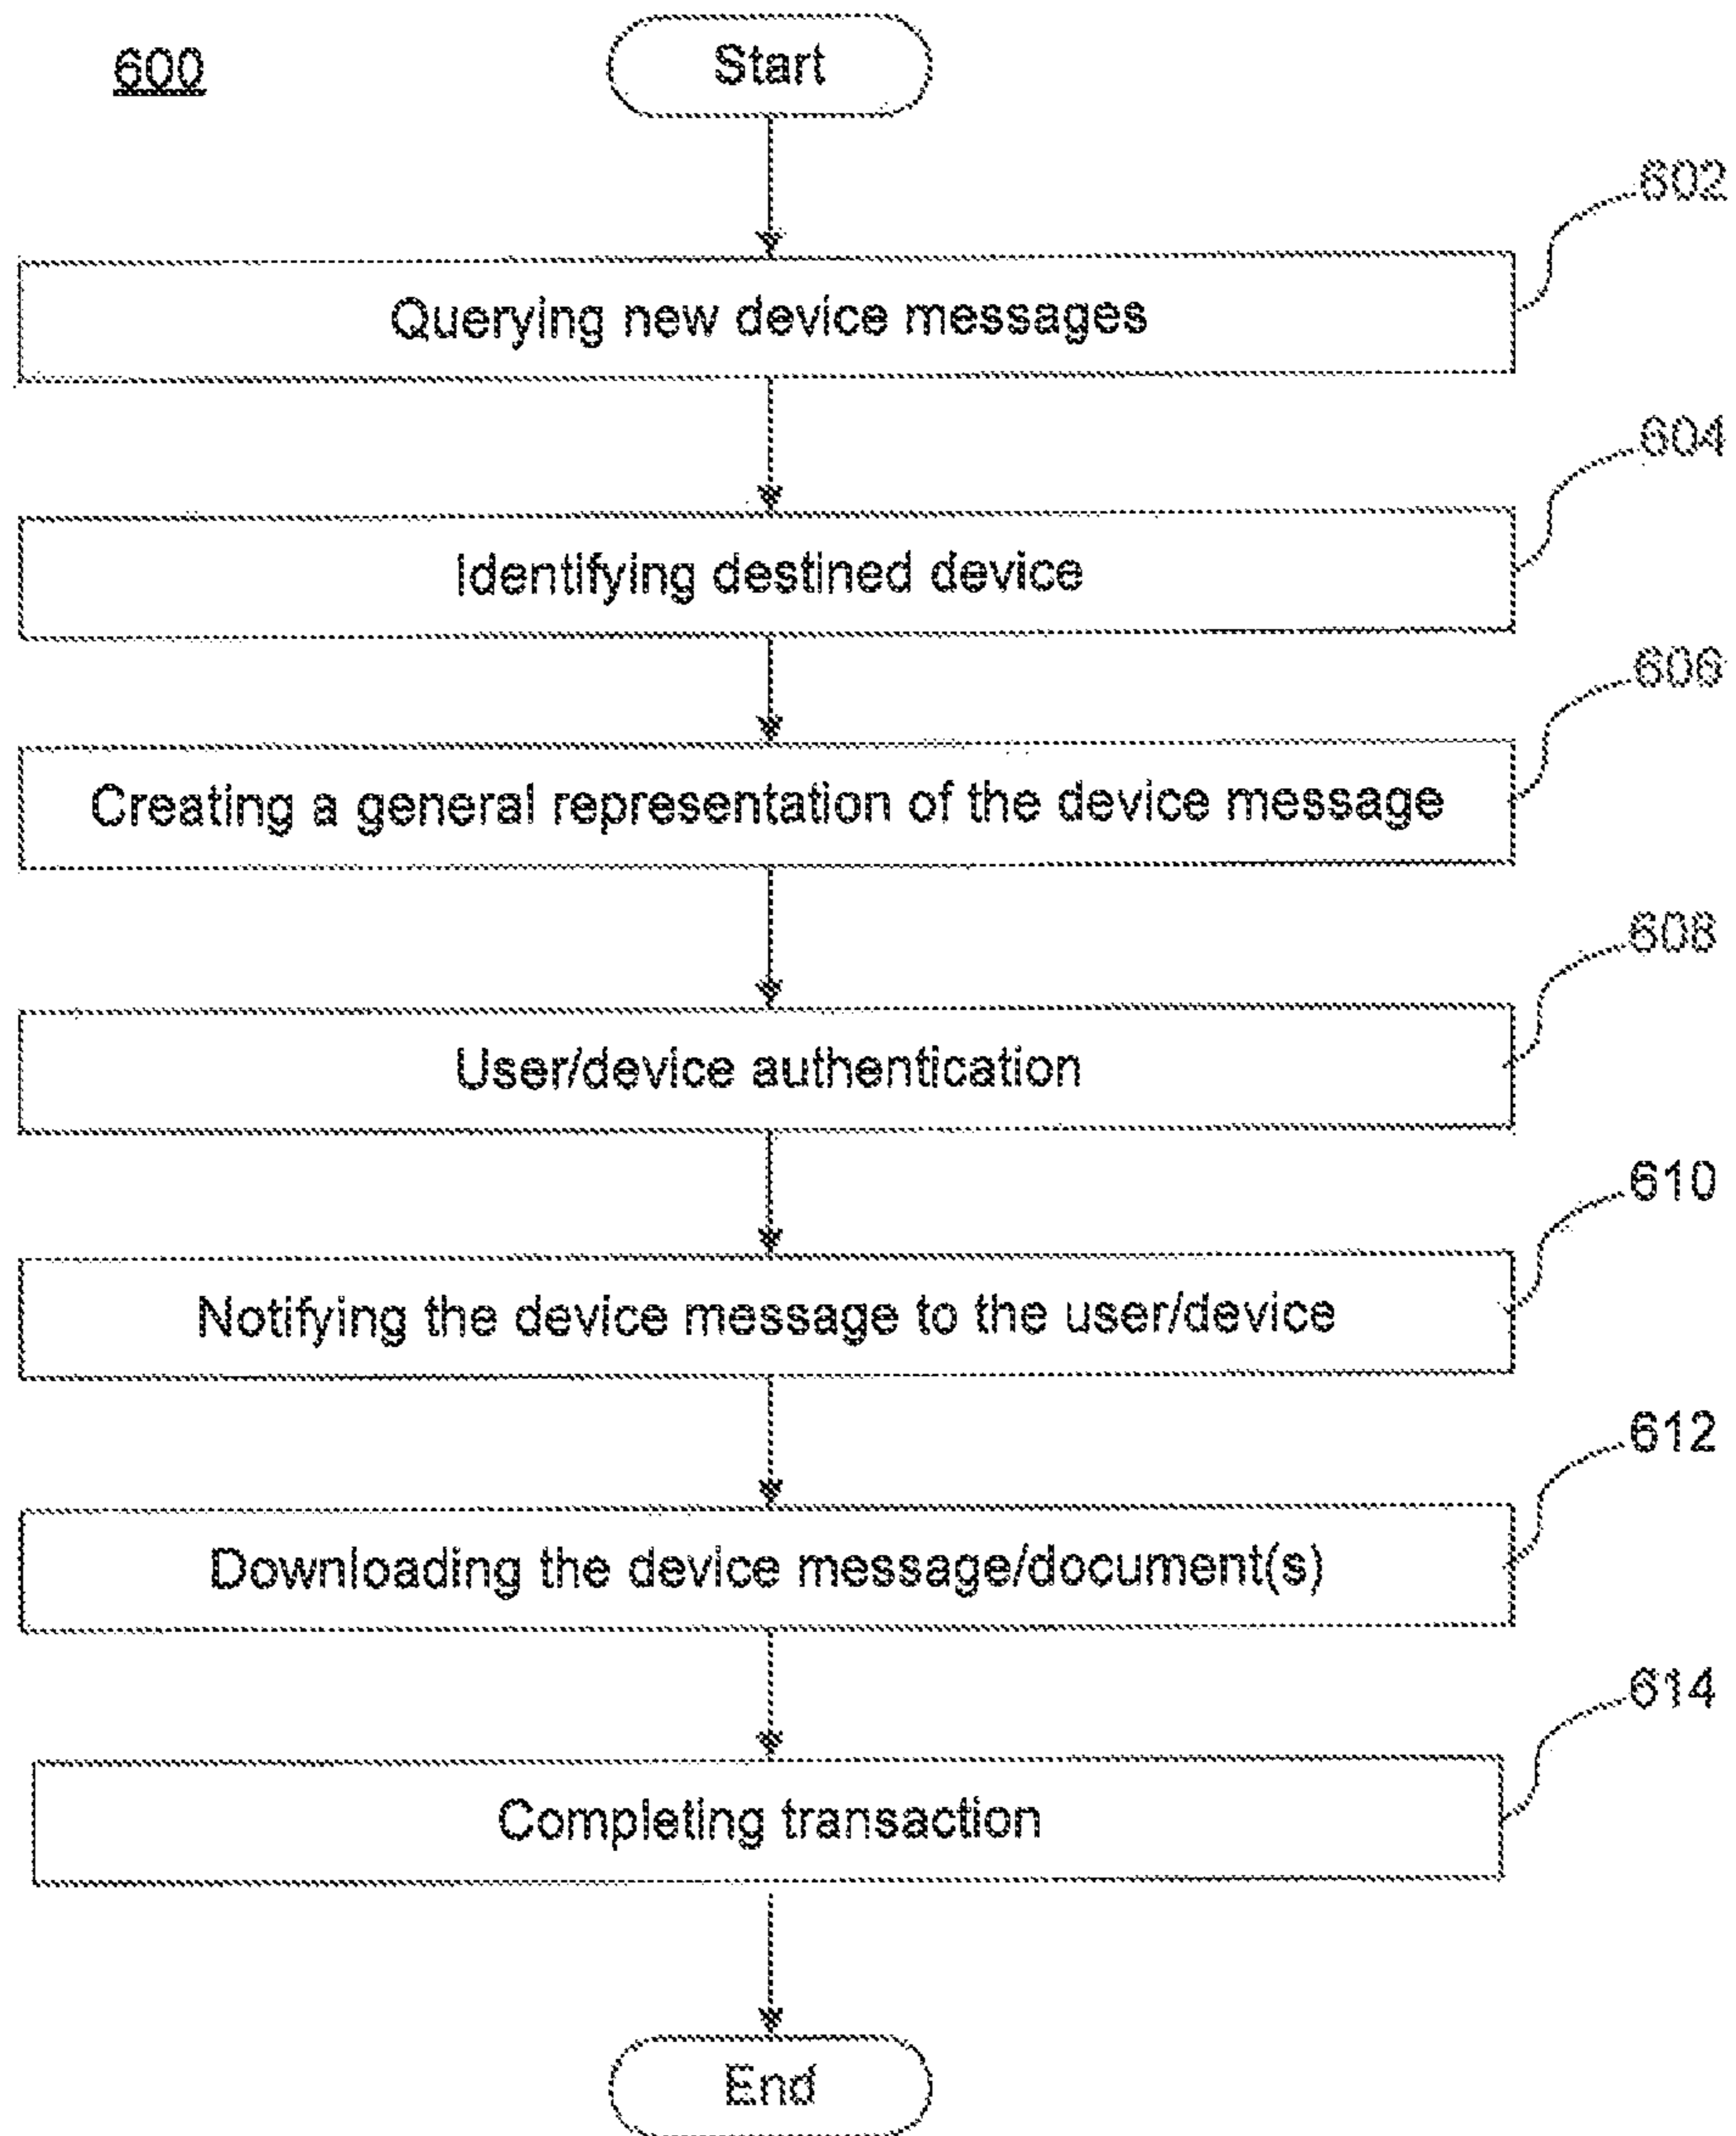 600
Start
602
Querying new device messages
604
Identifying destined device
606
Creating a general representation of the device message
608
User/device authentication
610
Notifying the device message to the user/device
612
Downloading the device message/document(s)
614
Completing transaction
End